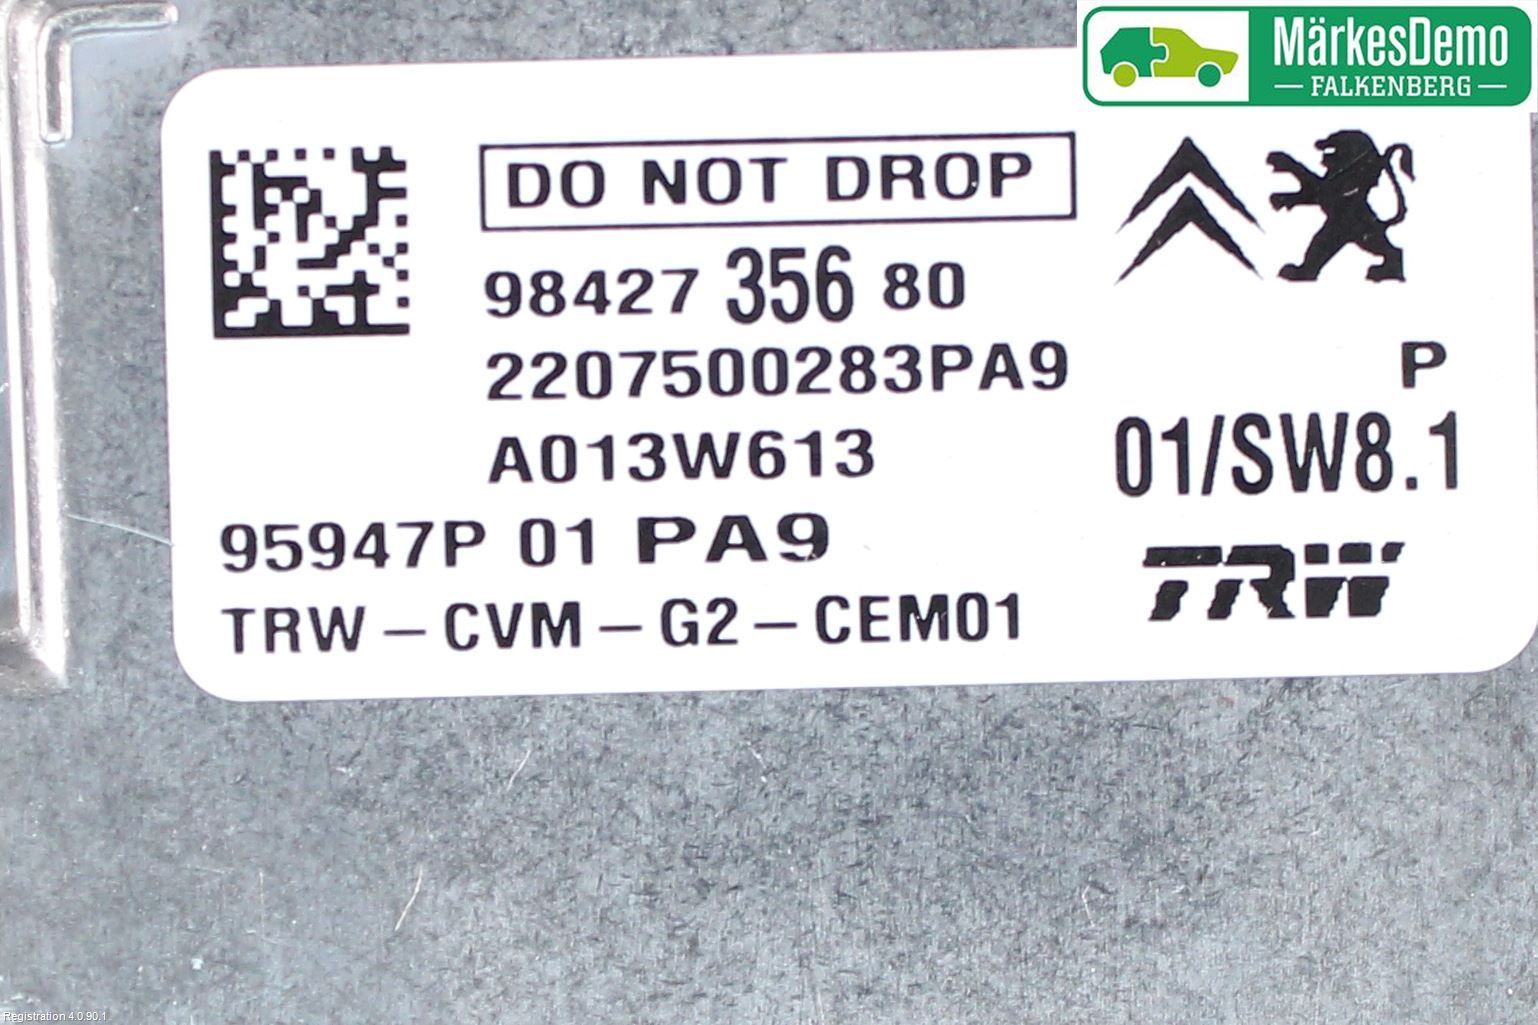 MärkesDemo
FALKENBERG
DO NOT DROP
98427 356 80
2207500283PA9
P
A013W613
01/SW8.1
95947P 01 PA9
TRW
TRW-CVM-G2-CEM01
Registration 4.0.90.1